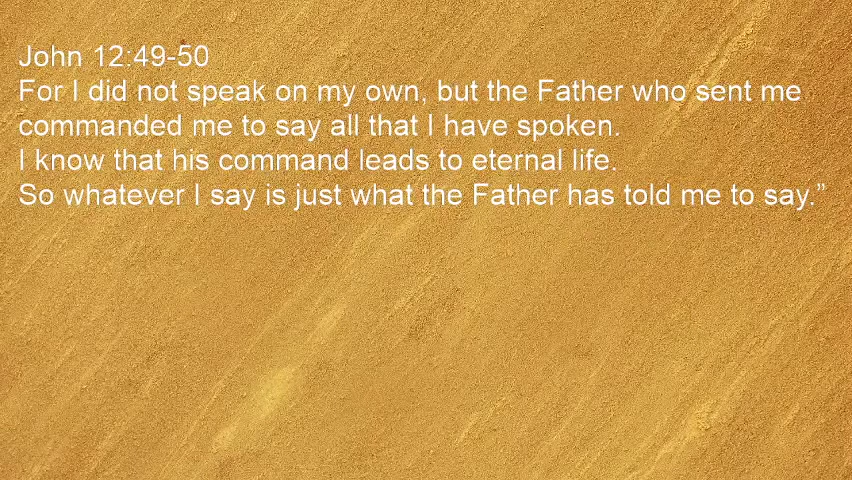 John 12:49-50
For I did not speak on my own, but the Father who sent me
commanded me to say all that I have spoken.
I know that his command leads to eternal life.
So whatever I say is just what the Father has told me to say.”